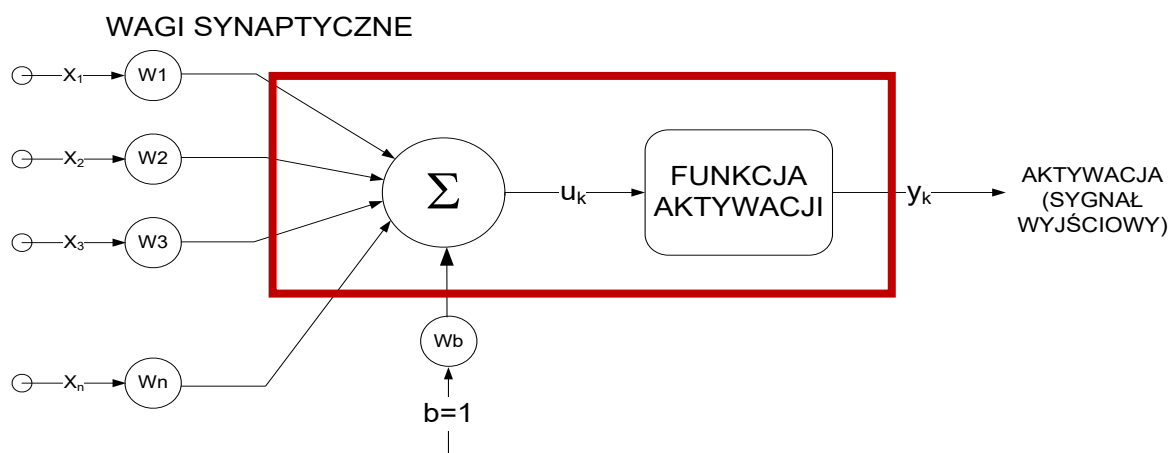 WAGI SYNAPTYCZNE
X₁
W1
X₂
W2
X₃
W3
Xₙ
Wn
Σ
uₖ
FUNKCJA
AKTYWACJI
yₖ
AKTYWACJA
(SYGNAŁ
WYJŚCIOWY)
Wb
b=1